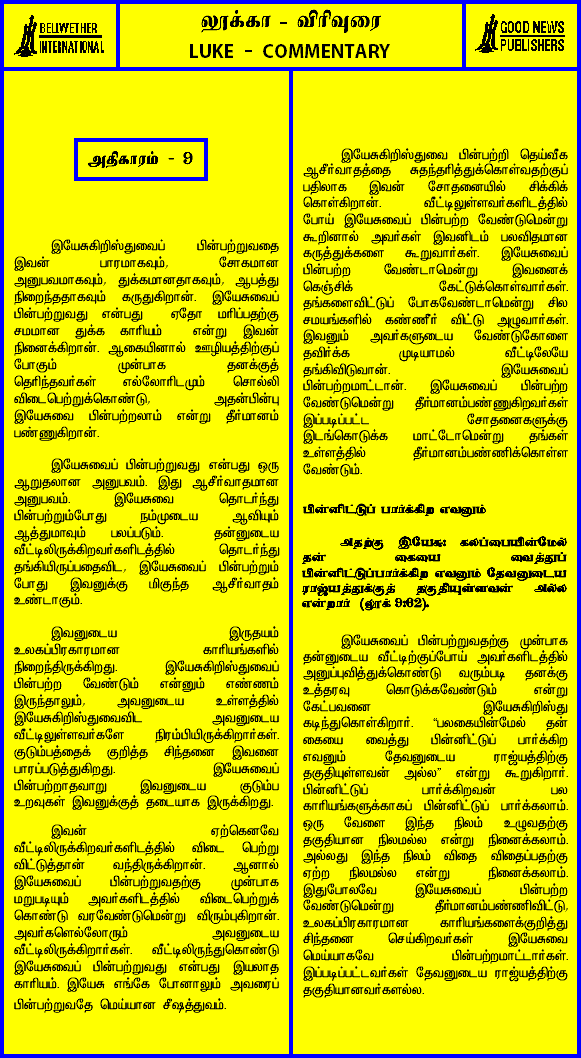 BELWETHER
INTERNATIONAL
லூக்கா - விரிவுரை
LUKE - COMMENTARY
GOOD NEWS
PUBLISHERS
அதிகாரம் - 9
இயேசுகிறிஸ்துவைப் பின்பற்றுவதை
இவன் பாரமாகவும், சோகமான
அனுபவமாகவும், துக்கமானதாகவும், ஆபத்து
நிறைந்ததாகவும் கருதுகிறான். இயேசுவைப்
பின்பற்றுவது என்பது ஏதோ மரிப்பதற்கு
சமமான துக்க காரியம் என்று இவன்
நினைக்கிறான். ஆகையினால் ஊழியத்திற்குப்
போகும் முன்பாக தனக்குத்
தெரிந்தவர்கள் எல்லோரிடமும் சொல்லி
விடைபெற்றுக்கொண்டு, அதன்பின்பு
இயேசுவை பின்பற்றலாம் என்று தீர்மானம்
பண்ணுகிறான்.
இயேசுவைப் பின்பற்றுவது என்பது ஒரு
ஆறுதலான அனுபவம். இது ஆசீர்வாதமான
அனுபவம். இயேசுவை தொடர்ந்து
பின்பற்றும்போது நம்முடைய ஆவியும்
ஆத்துமாவும் பலப்படும். தன்னுடைய
வீட்டிலிருக்கிறவர்களிடத்தில் தொடர்ந்து
தங்கியிருப்பதைவிட, இயேசுவைப் பின்பற்றும்
போது இவனுக்கு மிகுந்த ஆசீர்வாதம்
உண்டாகும்.
இவனுடைய இருதயம்
உலகப்பிரகாரமான காரியங்களில்
நிறைந்திருக்கிறது. இயேசுகிறிஸ்துவைப்
பின்பற்ற வேண்டும் என்னும் எண்ணம்
இருந்தாலும், அவனுடைய உள்ளத்தில்
இயேசுகிறிஸ்துவைவிட அவனுடைய
வீட்டிலுள்ளவர்களே நிரம்பியிருக்கிறார்கள்.
குடும்பத்தைக் குறித்த சிந்தனை இவனை
பாரப்படுத்துகிறது. இயேசுவைப்
பின்பற்றாதவாறு இவனுடைய குடும்ப
உறவுகள் இவனுக்குத் தடையாக இருக்கிறது.
இவன் ஏற்கெனவே
வீட்டிலிருக்கிறவர்களிடத்தில் விடை பெற்று
விட்டுத்தான் வந்திருக்கிறான். ஆனால்
இயேசுவைப் பின்பற்றுவதற்கு முன்பாக
மறுபடியும் அவர்களிடத்தில் விடைபெற்றுக்
கொண்டு வரவேண்டுமென்று விரும்புகிறான்.
அவர்களெல்லோரும் அவனுடைய
வீட்டிலிருக்கிறார்கள். வீட்டிலிருந்துகொண்டு
இயேசுவைப் பின்பற்றுவது என்பது இயலாத
காரியம். இயேசு எங்கே போனாலும் அவரைப்
பின்பற்றுவதே மெய்யான சீஷத்துவம்.
இயேசுகிறிஸ்துவை பின்பற்றி தெய்வீக
ஆசீர்வாதத்தை சுதந்தரித்துக்கொள்வதற்குப்
பதிலாக இவன் சோதனையில் சிக்கிக்
கொள்கிறான். வீட்டிலுள்ளவர்களிடத்தில்
போய் இயேசுவைப் பின்பற்ற வேண்டுமென்று
கூறினால் அவர்கள் இவனிடம் பலவிதமான
கருத்துக்களை கூறுவார்கள். இயேசுவைப்
பின்பற்ற வேண்டாமென்று இவனைக்
கெஞ்சிக் கேட்டுக்கொள்வார்கள்.
தங்களைவிட்டுப் போகவேண்டாமென்று சில
சமயங்களில் கண்ணீர் விட்டு அழுவார்கள்.
இவனும் அவர்களுடைய வேண்டுகோளை
தவிர்க்க முடியாமல் வீட்டிலேயே
தங்கிவிடுவான். இயேசுவைப்
பின்பற்றமாட்டான். இயேசுவைப் பின்பற்ற
வேண்டுமென்று தீர்மானம்பண்ணுகிறவர்கள்
இப்படிப்பட்ட சோதனைகளுக்கு
இடங்கொடுக்க மாட்டோமென்று தங்கள்
உள்ளத்தில் தீர்மானம்பண்ணிக்கொள்ள
வேண்டும்.
பின்னிட்டுப் பார்க்கிற எவனும்
அதற்கு இயேசு: கலப்பையின்மேல்
தன் கையை வைத்துப்
பின்னிட்டுப்பார்க்கிற எவனும் தேவனுடைய
ராஜ்யத்துக்குத் தகுதியுள்ளவன் அல்ல
என்றார் (லூக் 9:62).
இயேசுவைப் பின்பற்றுவதற்கு முன்பாக
தன்னுடைய வீட்டிற்குப்போய் அவர்களிடத்தில்
அனுப்புவித்துக்கொண்டு வரும்படி தனக்கு
உத்தரவு கொடுக்கவேண்டும் என்று
கேட்பவனை இயேசுகிறிஸ்து
கடிந்துகொள்கிறார். “பலகையின்மேல் தன்
கையை வைத்து பின்னிட்டுப் பார்க்கிற
எவனும் தேவனுடைய ராஜ்யத்திற்கு
தகுதியுள்ளவன் அல்ல” என்று கூறுகிறார்.
பின்னிட்டுப் பார்க்கிறவன் பல
காரியங்களுக்காகப் பின்னிட்டுப் பார்க்கலாம்.
ஒரு வேளை இந்த நிலம் உழுவதற்கு
தகுதியான நிலமல்ல என்று நினைக்கலாம்.
அல்லது இந்த நிலம் விதை விதைப்பதற்கு
ஏற்ற நிலமல்ல என்று நினைக்கலாம்.
இதுபோலவே இயேசுவைப் பின்பற்ற
வேண்டுமென்று தீர்மானம்பண்ணிவிட்டு,
உலகப்பிரகாரமான காரியங்களைக்குறித்து
சிந்தனை செய்கிறவர்கள் இயேசுவை
மெய்யாகவே பின்பற்றமாட்டார்கள்.
இப்படிப்பட்டவர்கள் தேவனுடைய ராஜ்யத்திற்கு
தகுதியானவர்களல்ல.